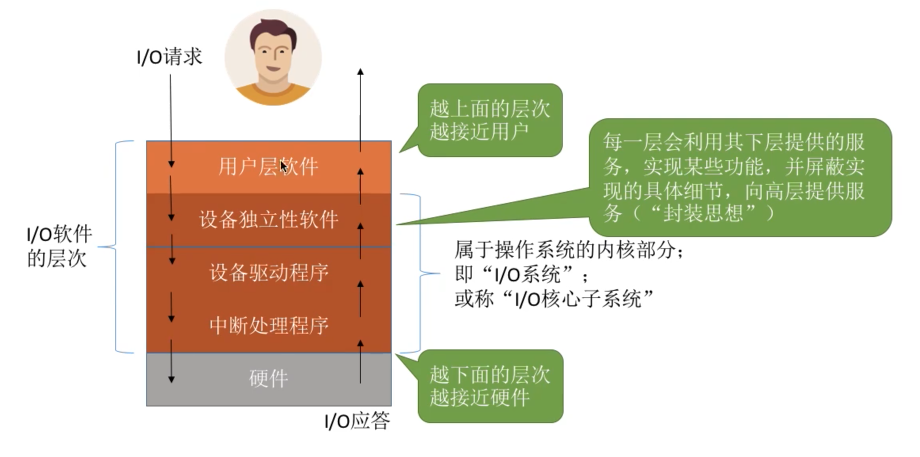 I/O请求
越上面的层次
越接近用户
每一层会利用其下层提供的服
务，实现某些功能，并屏蔽实
现的具体细节，向高层提供服
务（“封装思想”）
用户层软件
设备独立性软件
I/O软件
的层次
设备驱动程序
属于操作系统的内核部分；
即“I/O系统”；
或称“I/O核心子系统”
中断处理程序
硬件
越下面的层次
越接近硬件
I/O应答